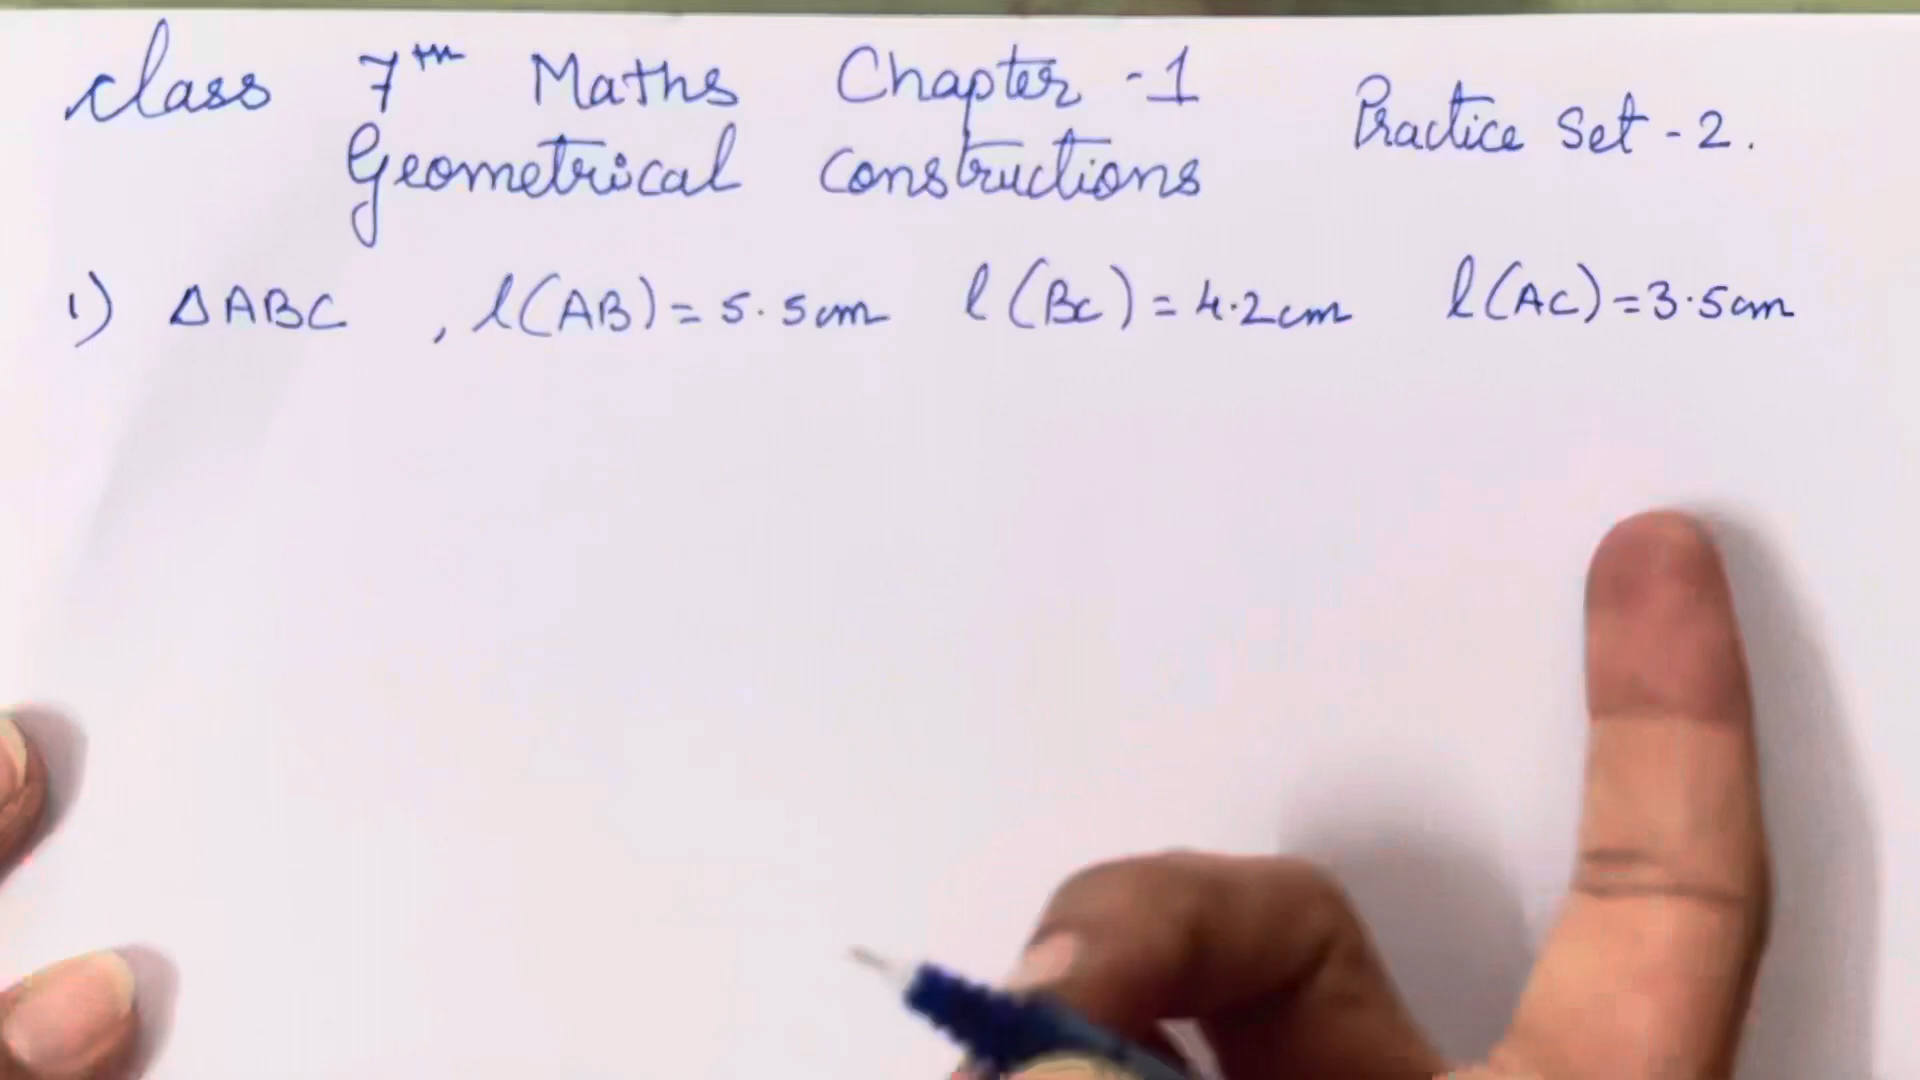 class 7th Maths Chapter -1
Geometrical constructions
Practice Set - 2.
1) △ABC , l(AB) = 5.5cm l(BC) = 4.2cm l(AC) = 3.5cm